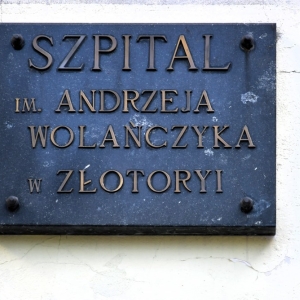 SZPITAL
IM. ANDRZEJA
WOLAŃCZYKA
W ZŁOTORYI